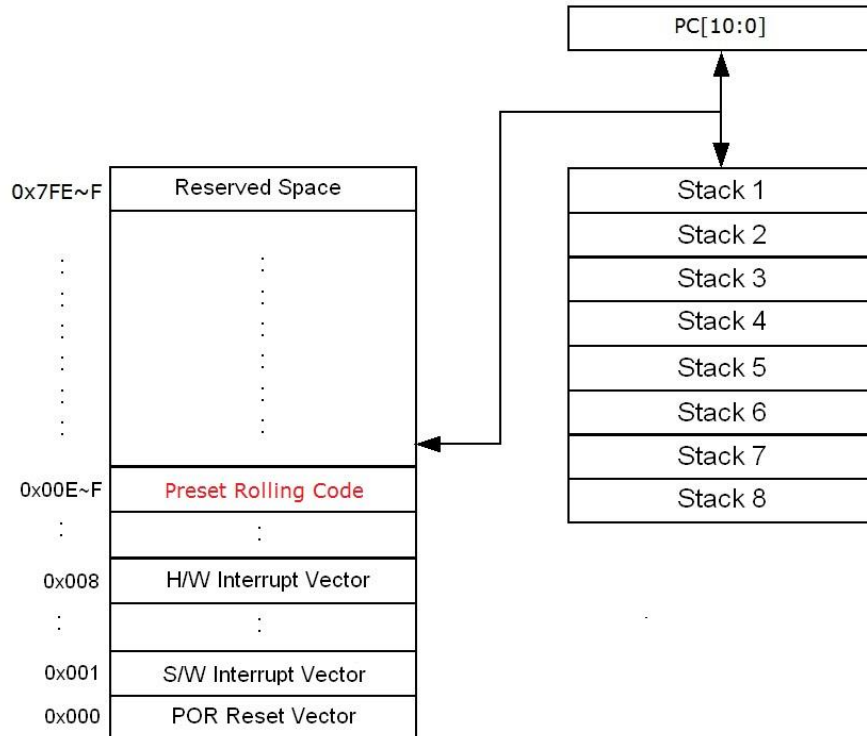 PC[10:0]
0x7FE~F Reserved Space
0x00E~F Preset Rolling Code
0x008 H/W Interrupt Vector
0x001 S/W Interrupt Vector
0x000 POR Reset Vector
Stack 1
Stack 2
Stack 3
Stack 4
Stack 5
Stack 6
Stack 7
Stack 8